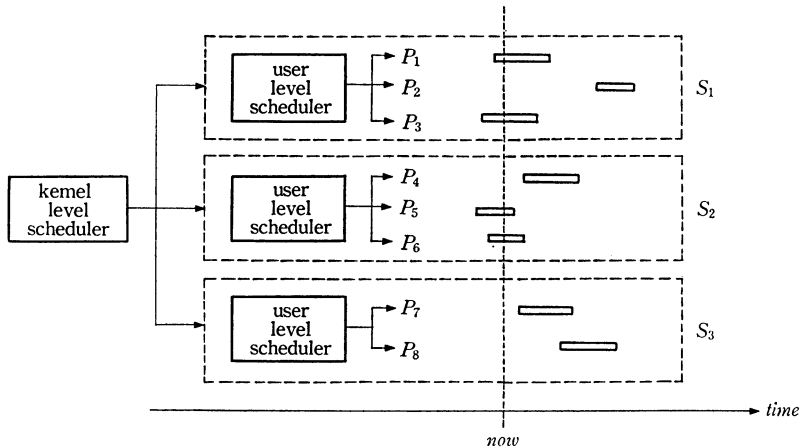 user
level
scheduler
P₁
P₂
P₃
S₁
kemel
level
scheduler
user
level
scheduler
P₄
P₅
P₆
S₂
user
level
scheduler
P₇
P₈
S₃
time
now